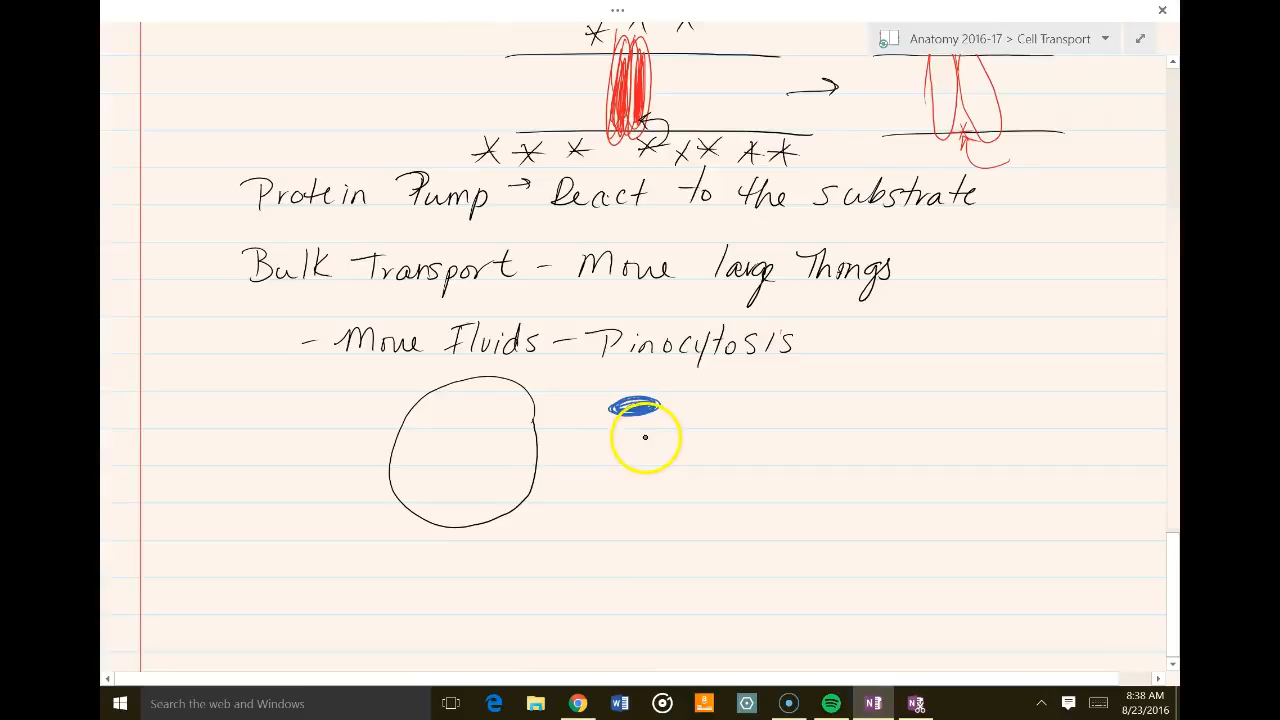 Anatomy 2016-17 > Cell Transport
Protein Pump → React to the substrate
Bulk Transport - Move large Things
- Move Fluids - Pinocytosis
Search the web and Windows
8:38 AM
8/23/2016